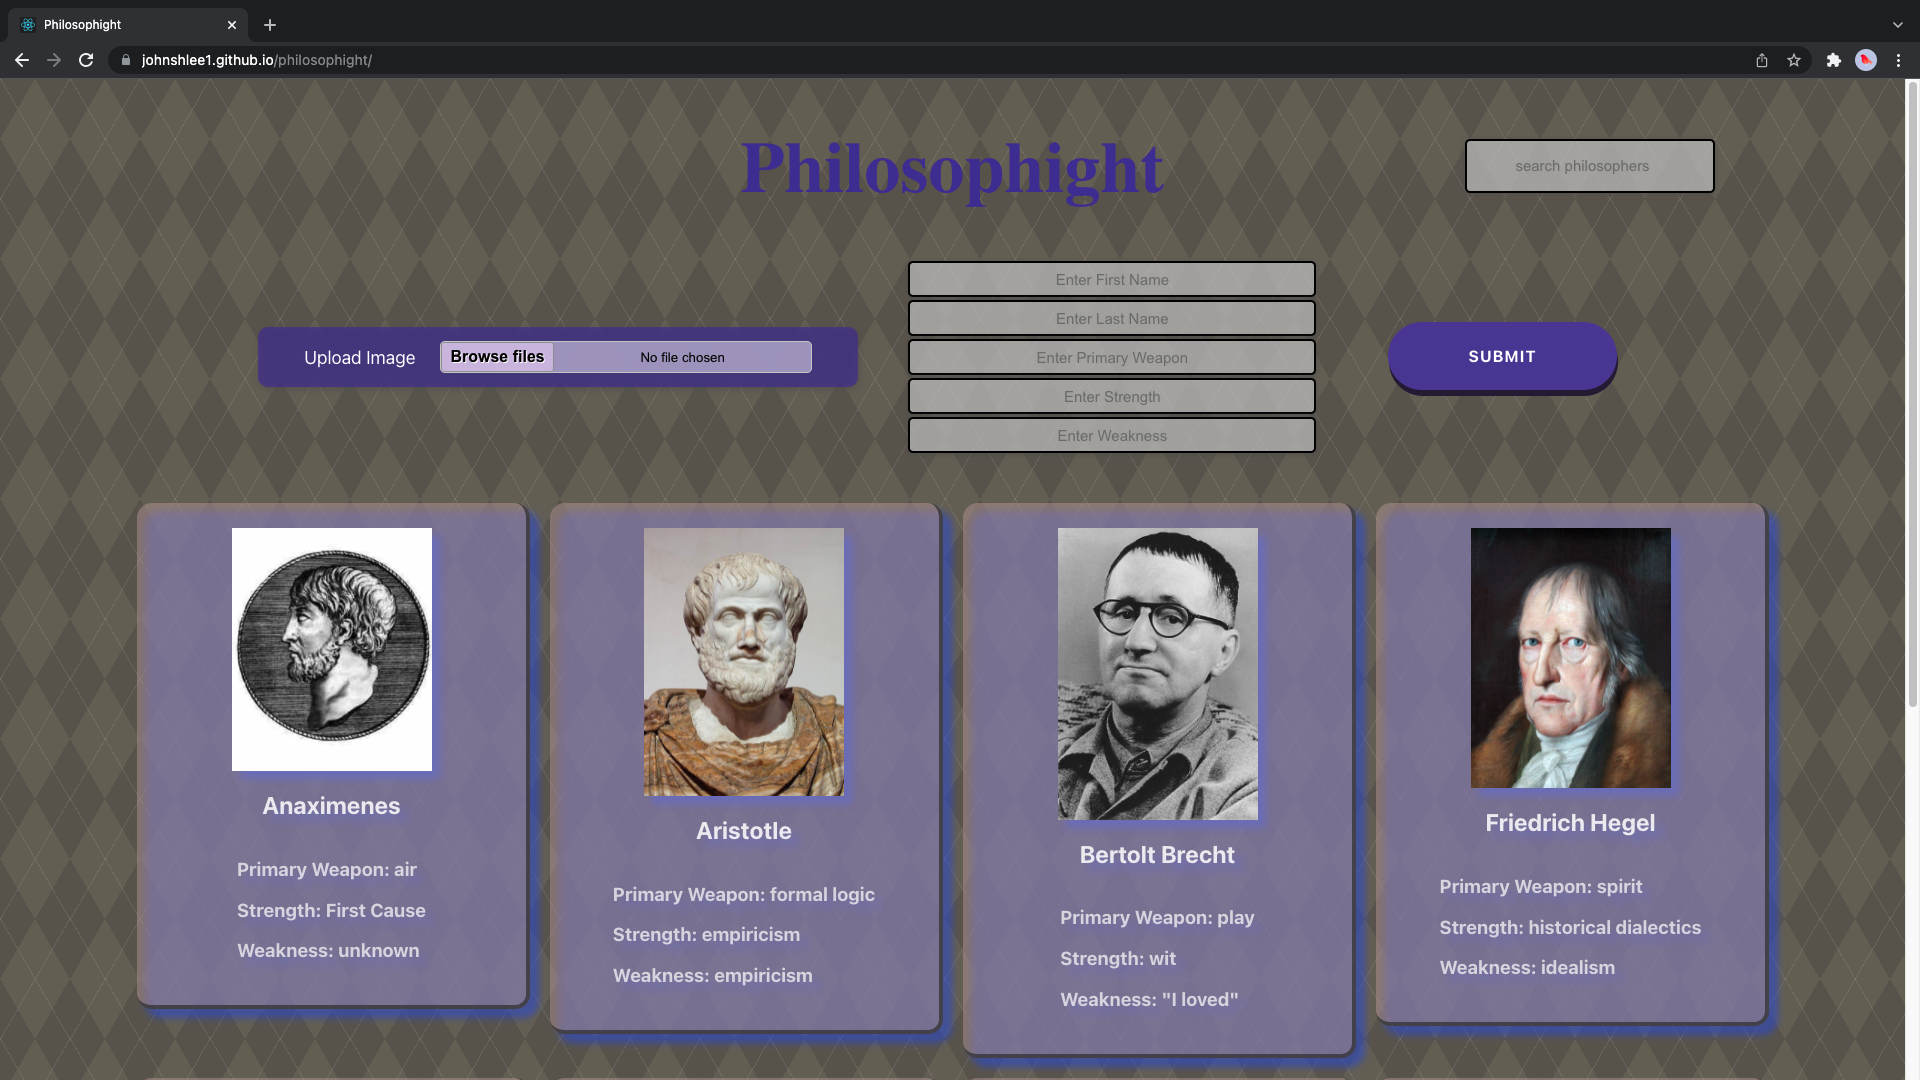 Philosophight
johnshlee1.github.io/philosophight/
Philosophight
search philosophers
Enter First Name
Enter Last Name
Upload Image
Browse files
No file chosen
Enter Primary Weapon
SUBMIT
Enter Strength
Enter Weakness
Anaximenes
Primary Weapon: air
Strength: First Cause
Weakness: unknown
Aristotle
Primary Weapon: formal logic
Strength: empiricism
Weakness: empiricism
Bertolt Brecht
Primary Weapon: play
Strength: wit
Weakness: "I loved"
Friedrich Hegel
Primary Weapon: spirit
Strength: historical dialectics
Weakness: idealism